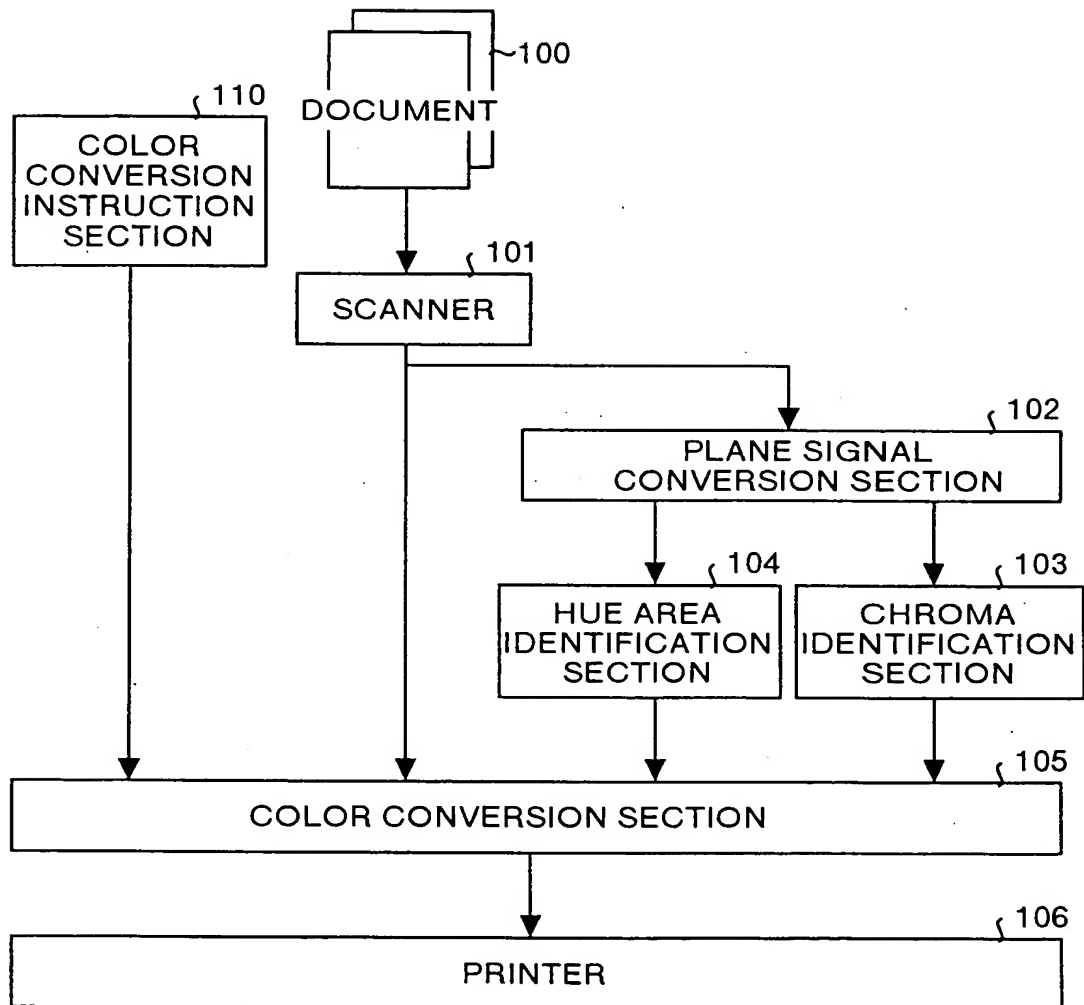 100
DOCUMENT
110
COLOR
CONVERSION
INSTRUCTION
SECTION
101
SCANNER
102
PLANE SIGNAL
CONVERSION SECTION
104
HUE AREA
IDENTIFICATION
SECTION
103
CHROMA
IDENTIFICATION
SECTION
105
COLOR CONVERSION SECTION
106
PRINTER